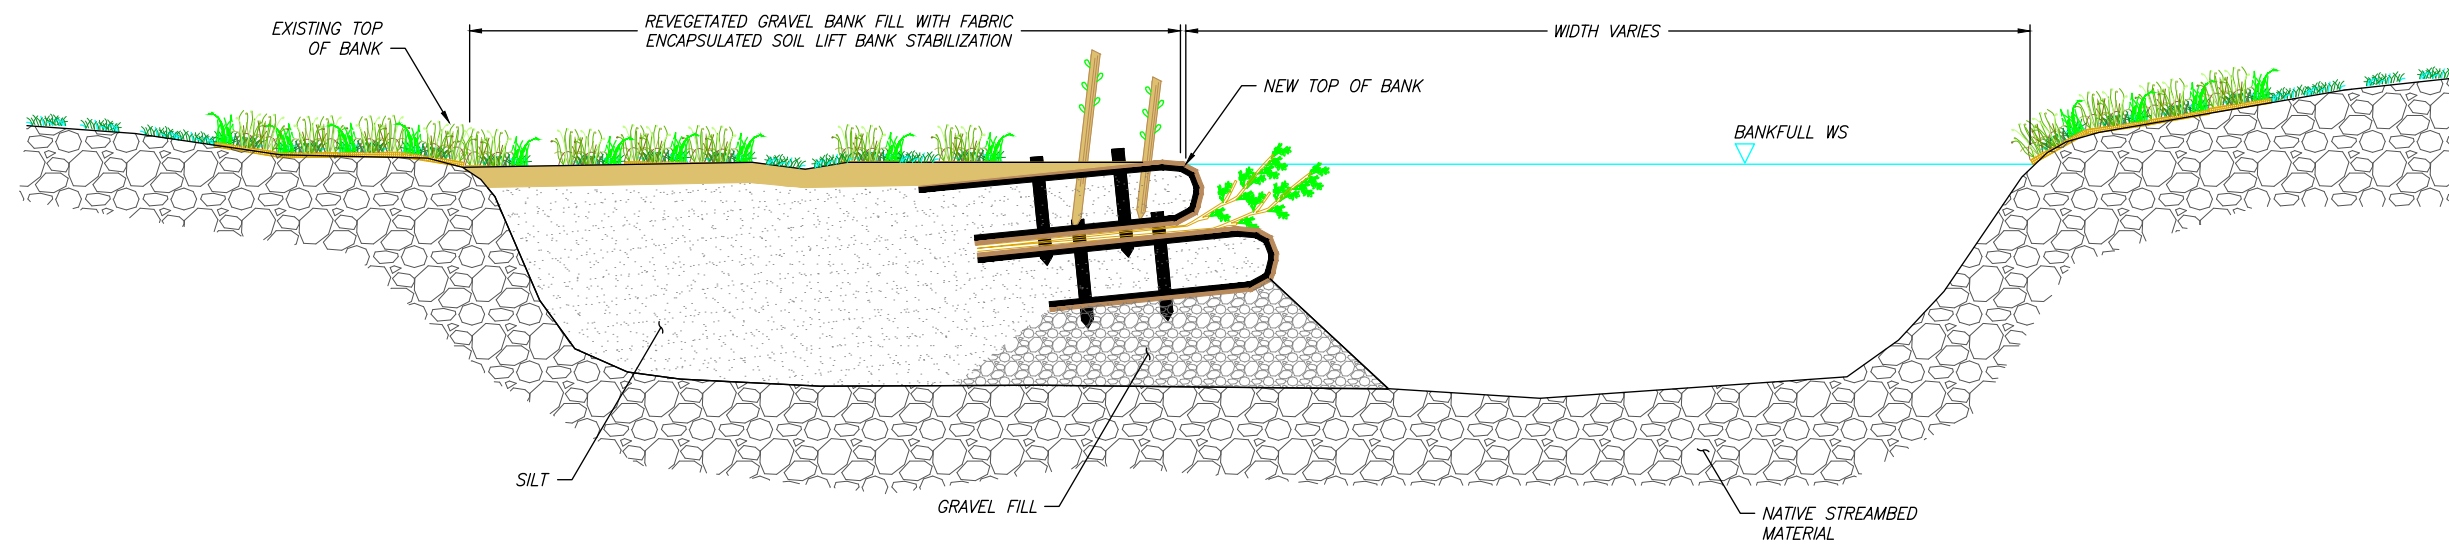 EXISTING TOP
OF BANK
REVEGETATED GRAVEL BANK FILL WITH FABRIC
ENCAPSULATED SOIL LIFT BANK STABILIZATION
WIDTH VARIES
NEW TOP OF BANK
BANKFULL WS
SILT
GRAVEL FILL
NATIVE STREAMBED
MATERIAL